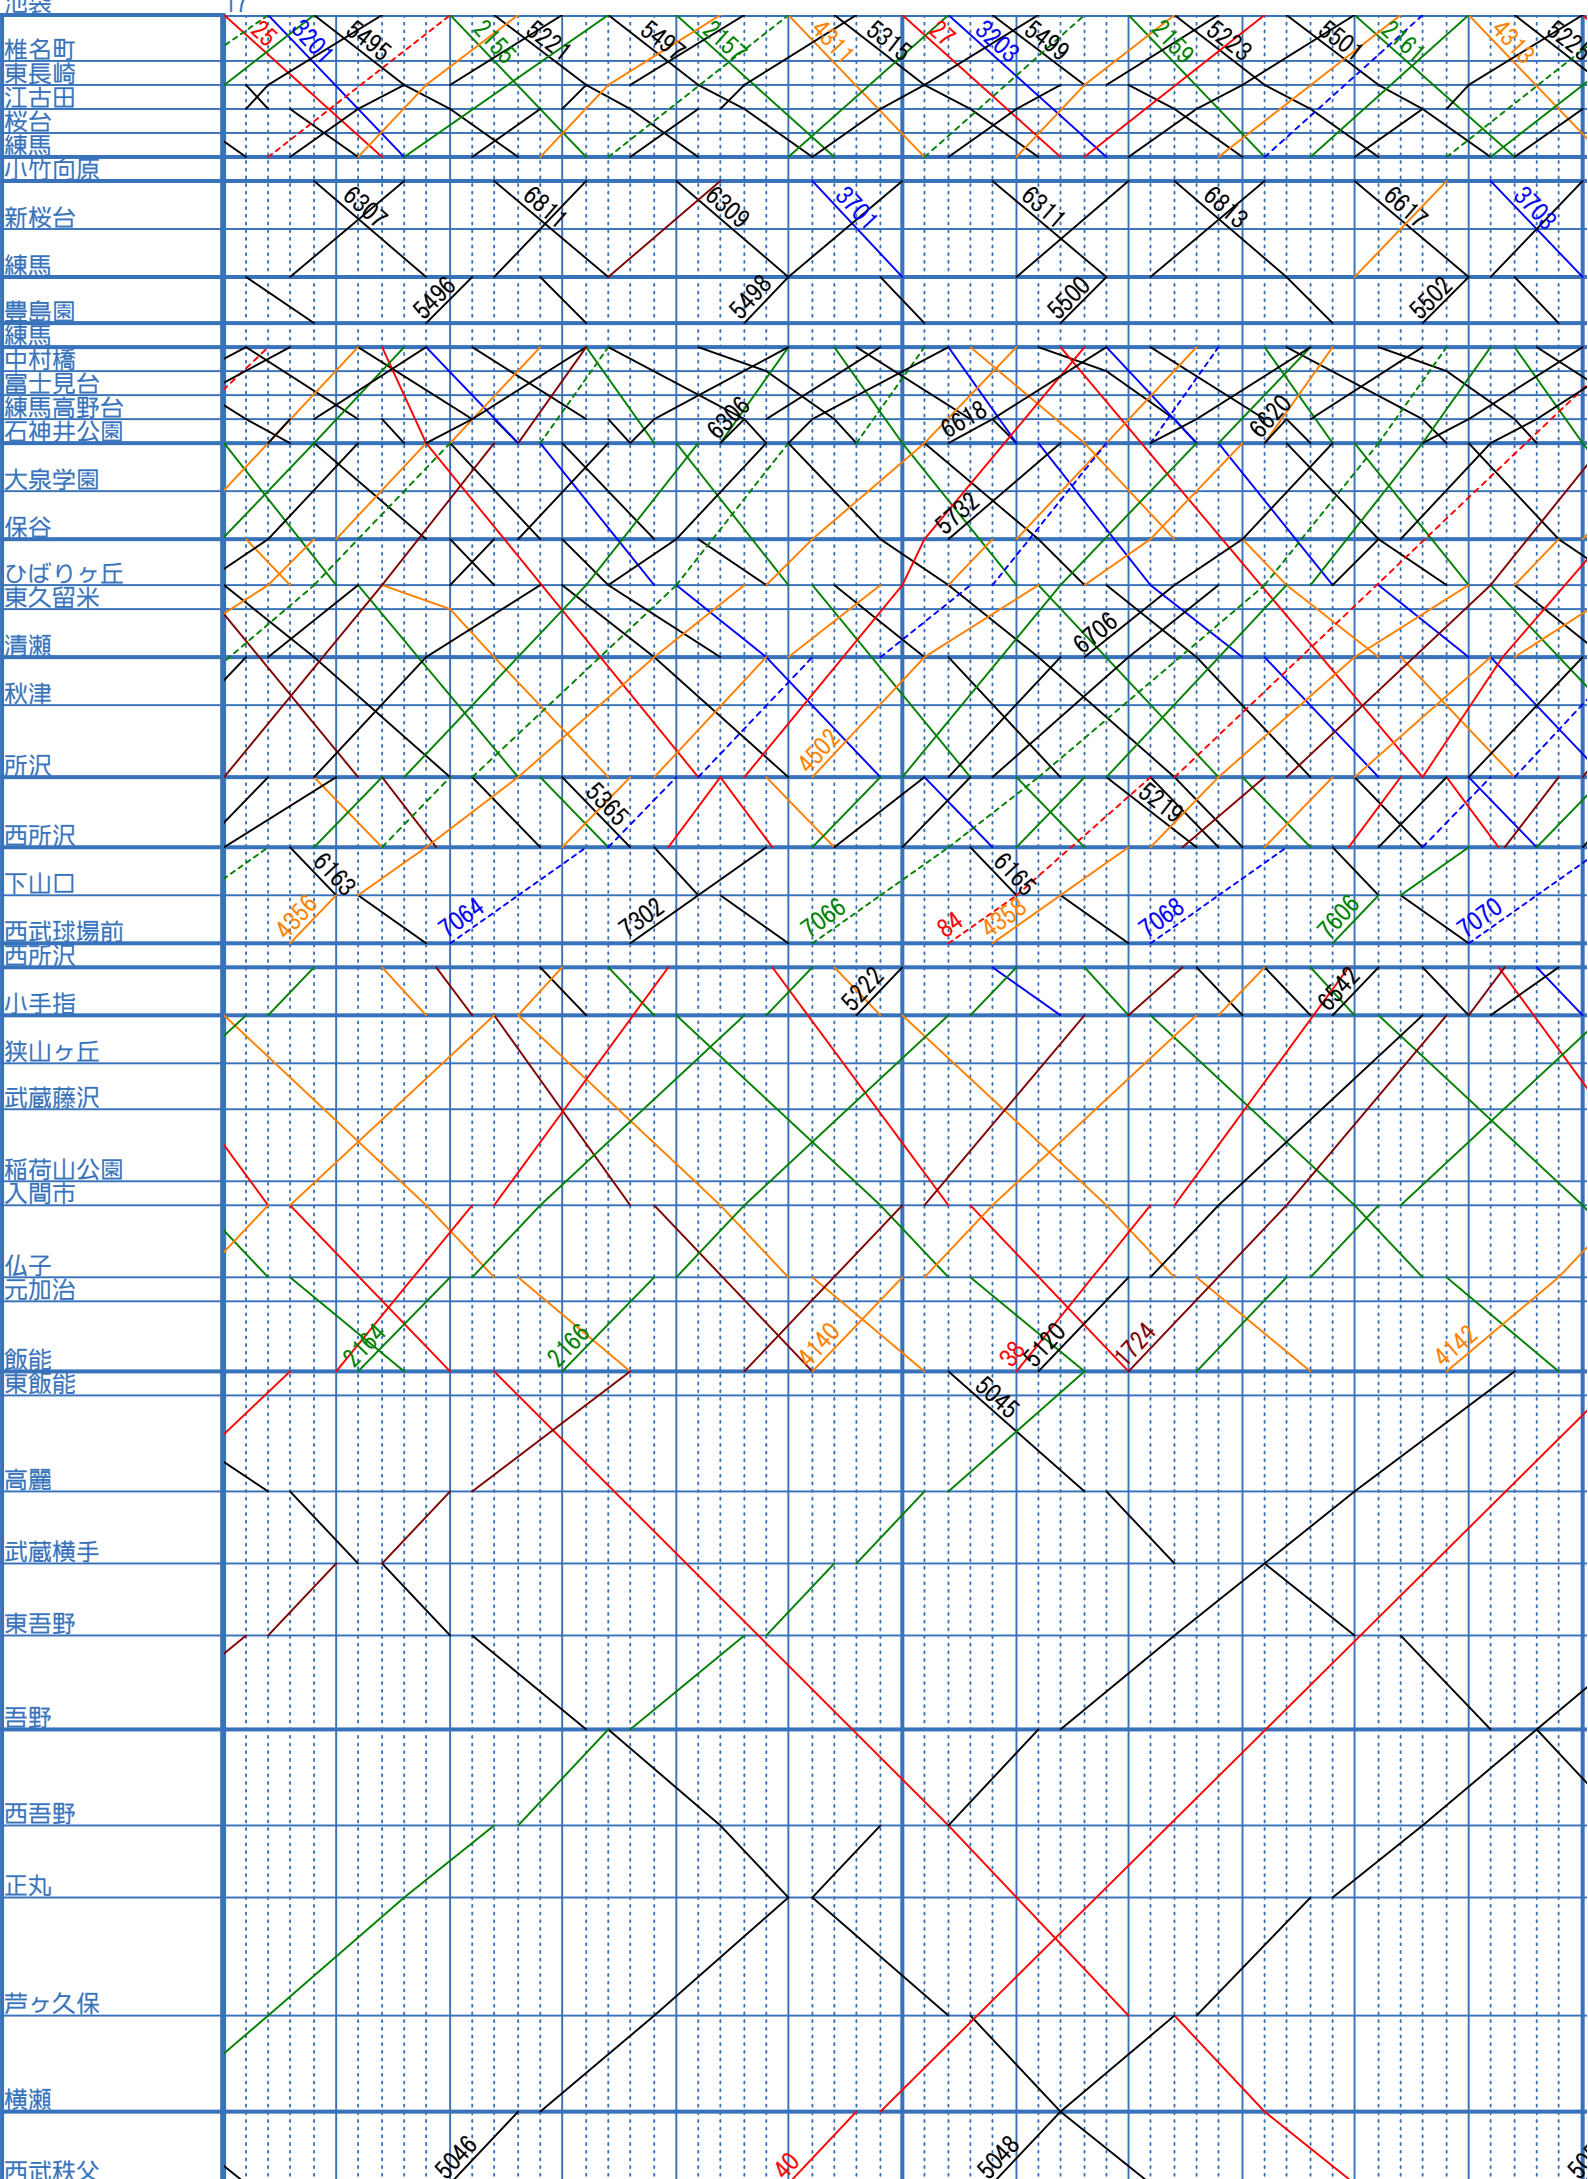 池袋 17
25 3201 5495 2155 5221 5497 2157 4311 5315 27 3203 5499 2159 5223 5501 2161 4313
椎名町
東長崎
江古田
桜台
練馬
小竹向原
6307 6811 6309 3701 6311 6813 6617 3703
新桜台
練馬
5496 5498 5500 5502
豊島園
練馬
中村橋
富士見台
練馬高野台
6306 6618 6620
石神井公園
大泉学園
5732
保谷
ひばりヶ丘
東久留米
6706
清瀬
秋津
4502
所沢
5365 5219
西所沢
6163 6165
下山口
4356 7064 7302 7066 84 4358 7068 7606 7070
西武球場前
西所沢
5222 6542
小手指
狭山ヶ丘
武蔵藤沢
稲荷山公園
入間市
仏子
元加治
2164 2166 4140 38 5120 1724 4142
飯能
東飯能
5045
高麗
武蔵横手
東吾野
吾野
西吾野
正丸
芦ヶ久保
横瀬
5046 40 5048
西武秩父